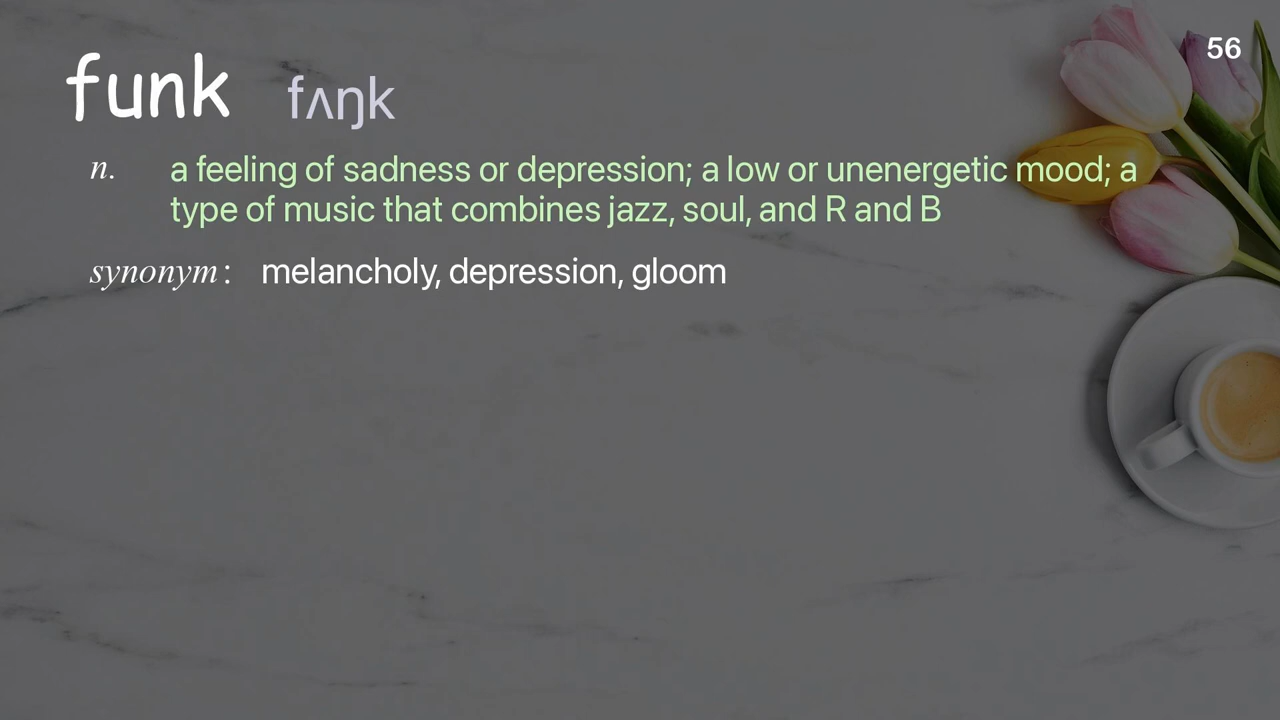 56
funk fʌŋk
n. a feeling of sadness or depression; a low or unenergetic mood; a
type of music that combines jazz, soul, and R and B
synonym: melancholy, depression, gloom